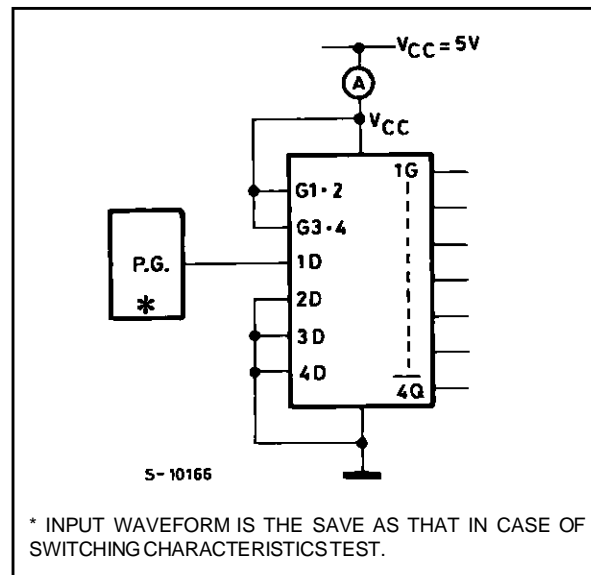 VCC = 5V
A
VCC
1G
G1·2
G3·4
P.G.
*
1D
2D
3D
4D
4Q
S-10166
* INPUT WAVEFORM IS THE SAVE AS THAT IN CASE OF
SWITCHING CHARACTERISTICS TEST.